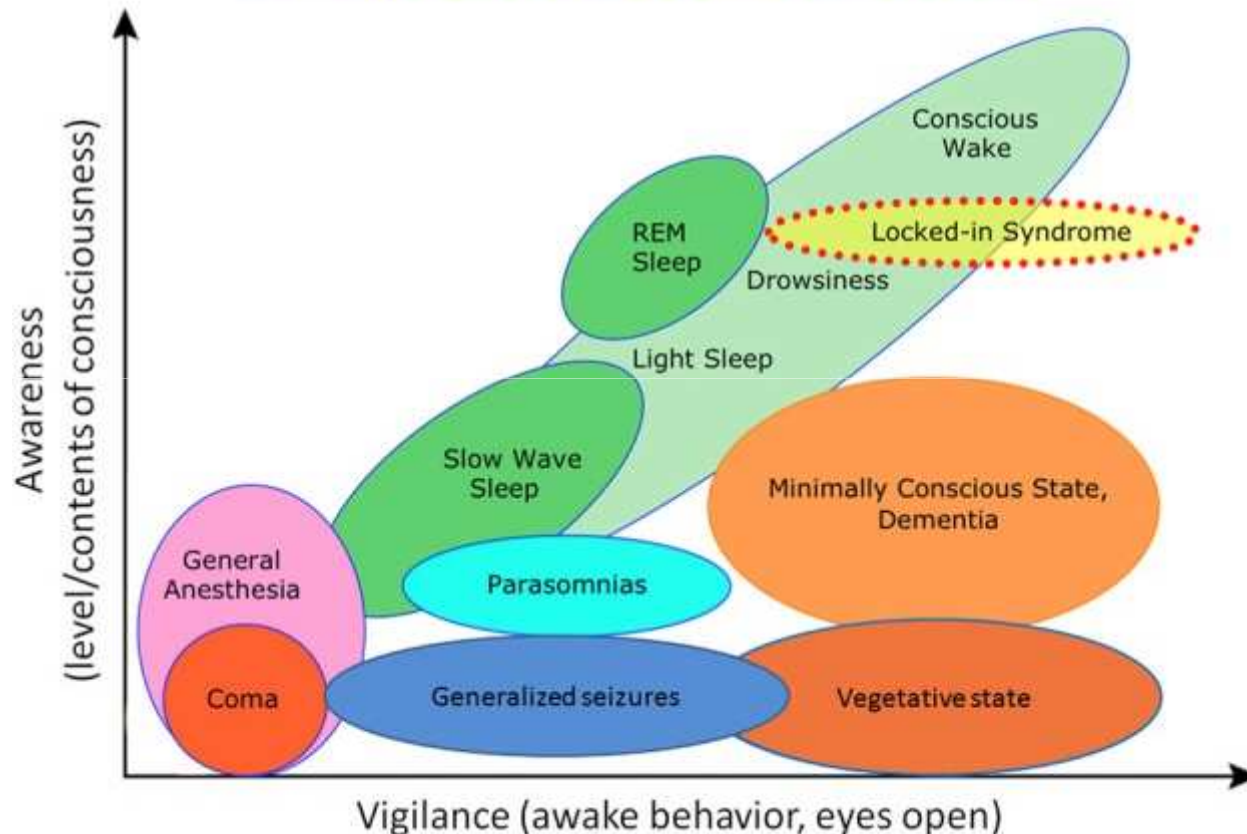 Awareness
(level/contents of consciousness)
Conscious
Wake
REM
Sleep
Locked-in Syndrome
Drowsiness
Light Sleep
Slow Wave
Sleep
Minimally Conscious State,
Dementia
General
Anesthesia
Parasomnias
Coma
Generalized seizures
Vegetative state
Vigilance (awake behavior, eyes open)